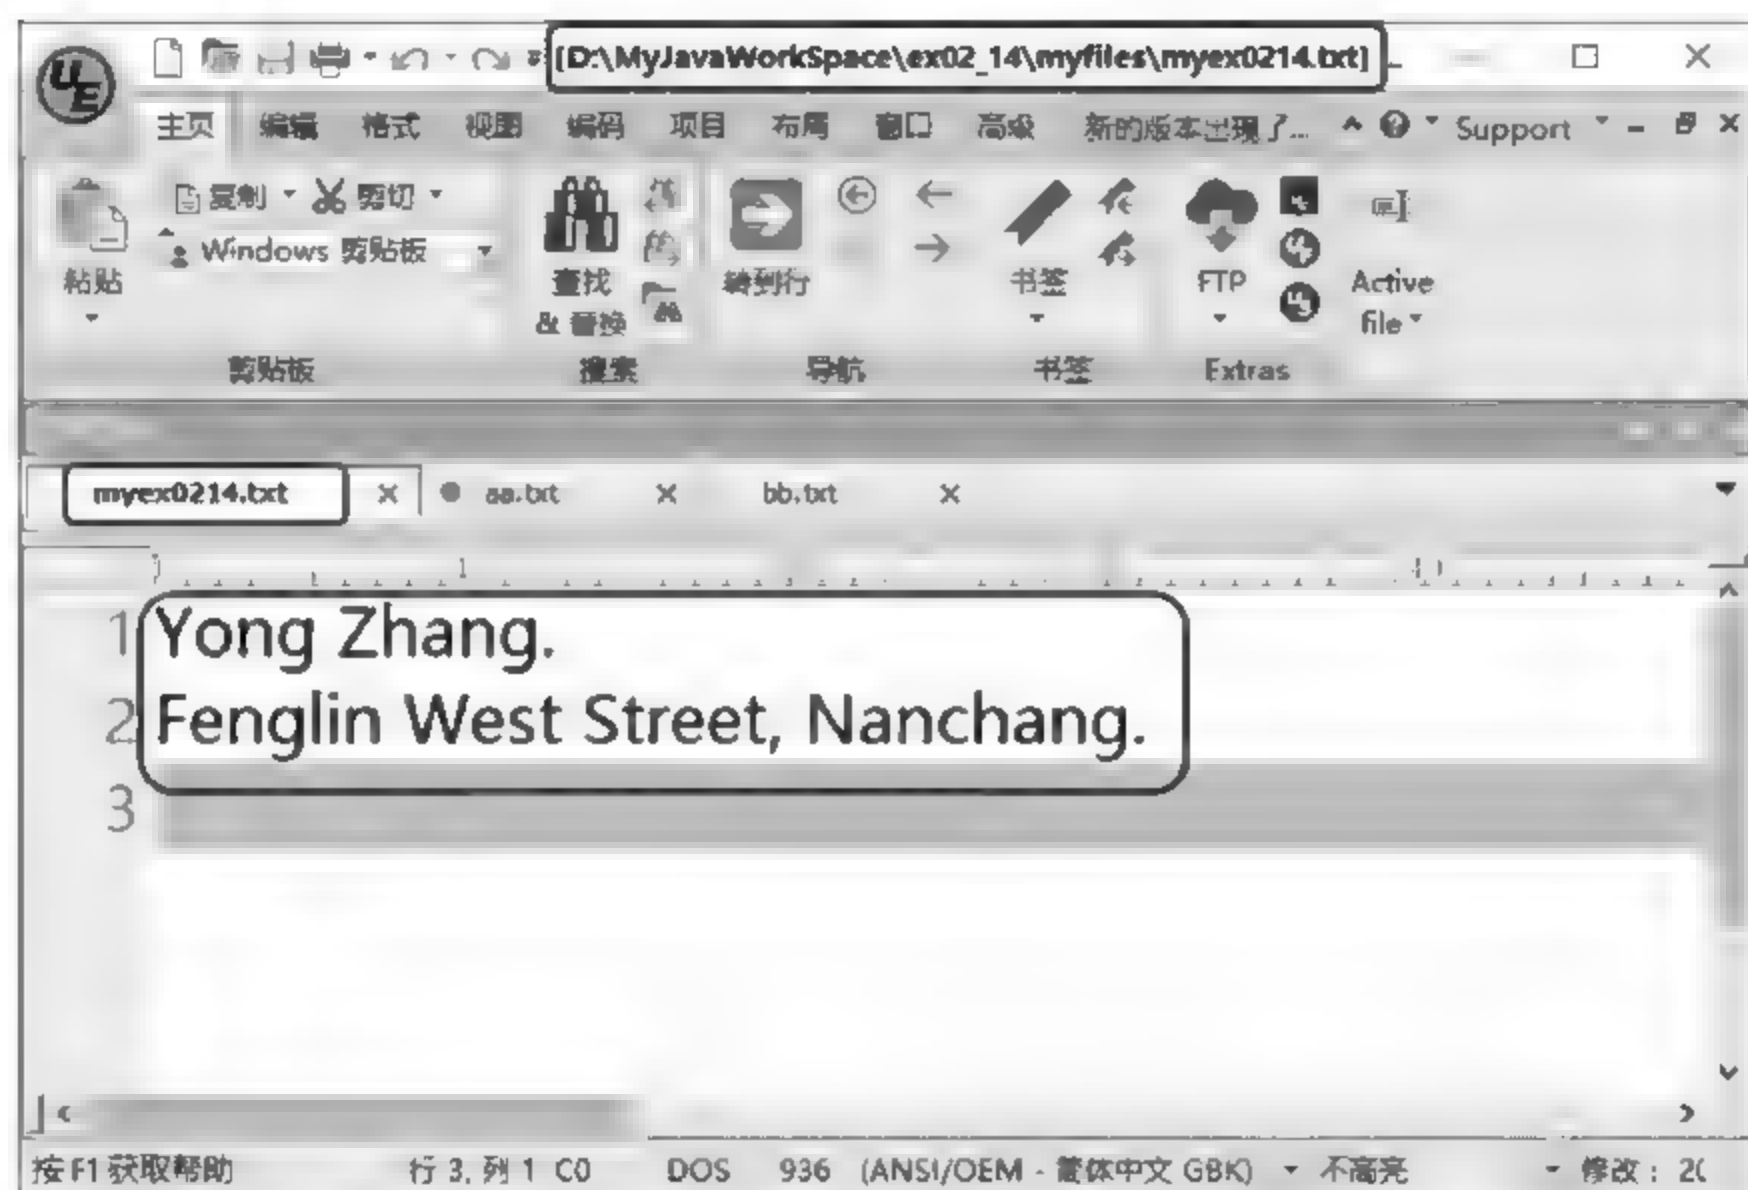 UE [D:\MyJavaWorkSpace\ex02_14\myfiles\myex0214.txt]
主页 编辑 格式 视图 编码 项目 布局 窗口 高级 新的版本出现了... Support
复制 剪切
Windows 剪贴板
粘贴 查找 转到行 书签 FTP Active
& 替换 file
剪贴板 搜索 导航 书签 Extras
myex0214.txt aa.txt bb.txt
1 Yong Zhang.
2 Fenglin West Street, Nanchang.
3
按 F1 获取帮助 行 3, 列 1 C0 DOS 936 (ANSI/OEM - 简体中文 GBK) 不高亮 修改: 20